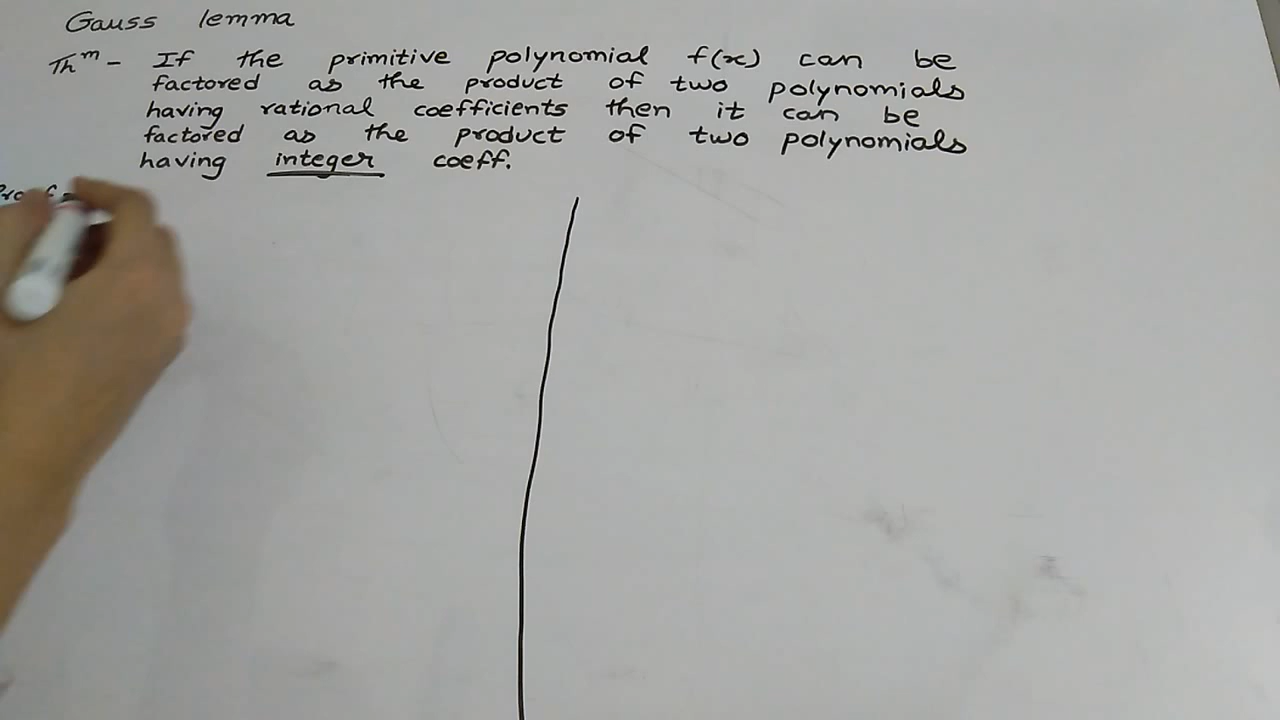 Gauss lemma
Thm - If the primitive polynomial f(x) can be
factored as the product of two polynomials
having rational coefficients then it can be
factored as the product of two polynomials
having integer coeff.